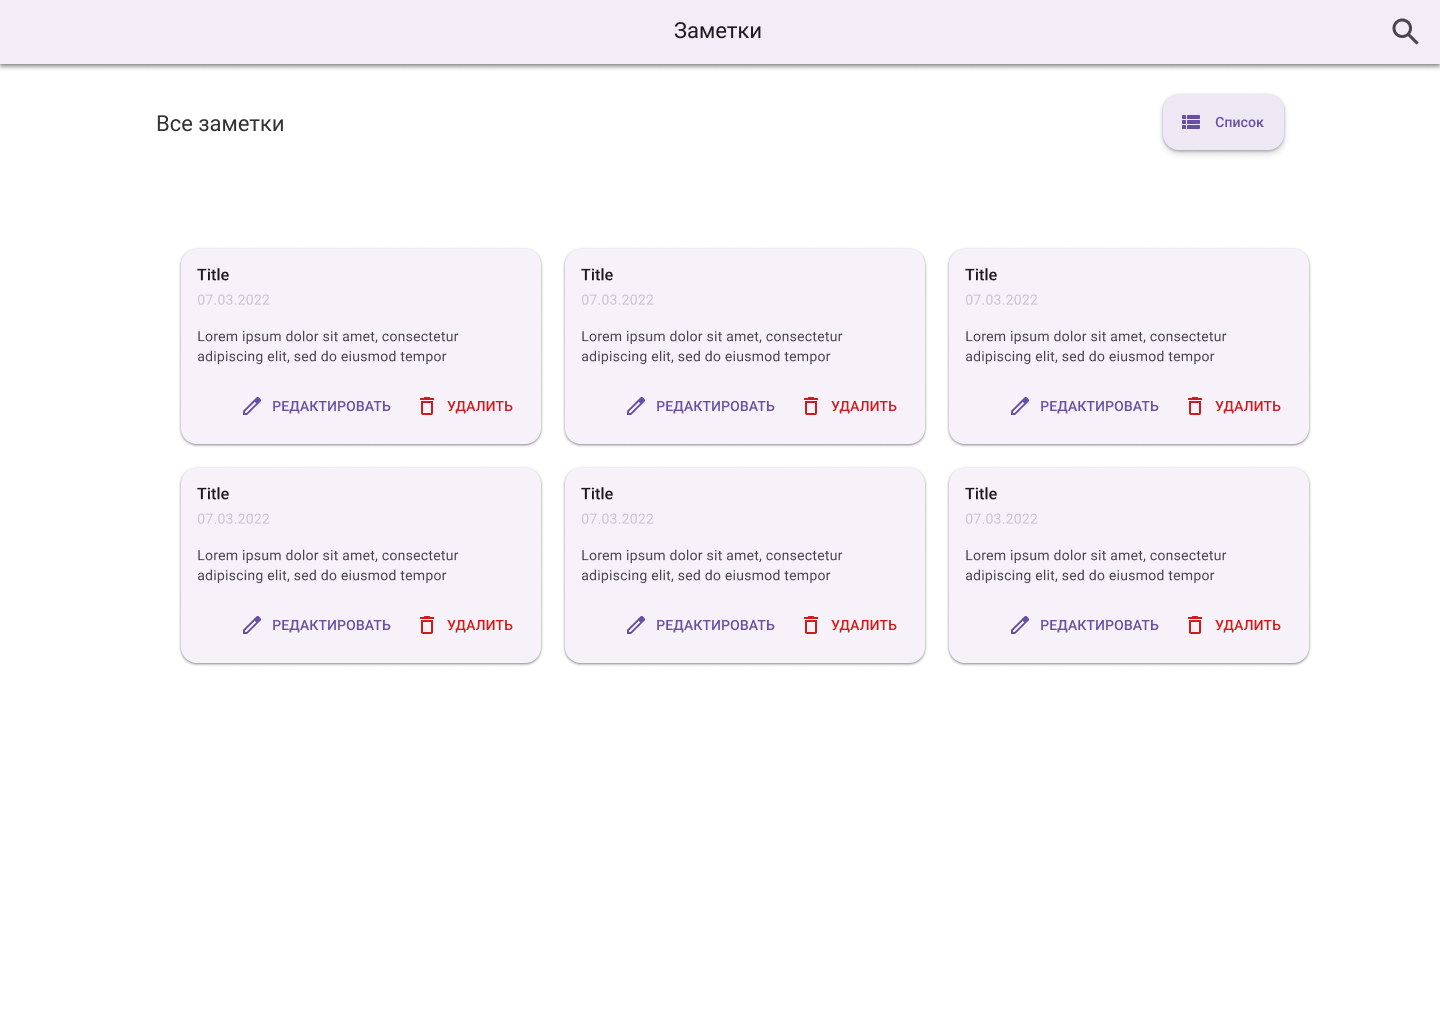 Заметки
Все заметки
Список
Title
07.03.2022
Lorem ipsum dolor sit amet, consectetur
adipiscing elit, sed do eiusmod tempor
РЕДАКТИРОВАТЬ
УДАЛИТЬ
Title
07.03.2022
Lorem ipsum dolor sit amet, consectetur
adipiscing elit, sed do eiusmod tempor
РЕДАКТИРОВАТЬ
УДАЛИТЬ
Title
07.03.2022
Lorem ipsum dolor sit amet, consectetur
adipiscing elit, sed do eiusmod tempor
РЕДАКТИРОВАТЬ
УДАЛИТЬ
Title
07.03.2022
Lorem ipsum dolor sit amet, consectetur
adipiscing elit, sed do eiusmod tempor
РЕДАКТИРОВАТЬ
УДАЛИТЬ
Title
07.03.2022
Lorem ipsum dolor sit amet, consectetur
adipiscing elit, sed do eiusmod tempor
РЕДАКТИРОВАТЬ
УДАЛИТЬ
Title
07.03.2022
Lorem ipsum dolor sit amet, consectetur
adipiscing elit, sed do eiusmod tempor
РЕДАКТИРОВАТЬ
УДАЛИТЬ